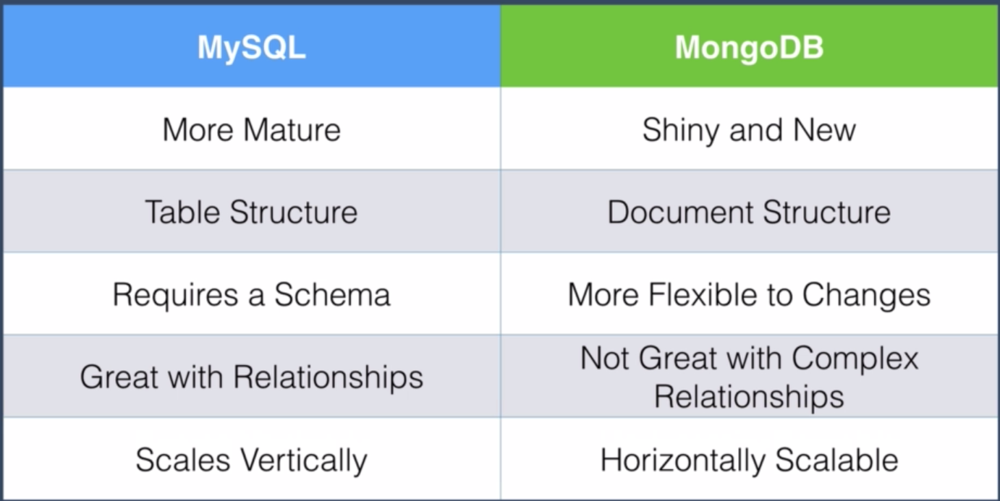 MySQL
MongoDB
More Mature
Shiny and New
Table Structure
Document Structure
Requires a Schema
More Flexible to Changes
Great with Relationships
Not Great with Complex
Relationships
Scales Vertically
Horizontally Scalable